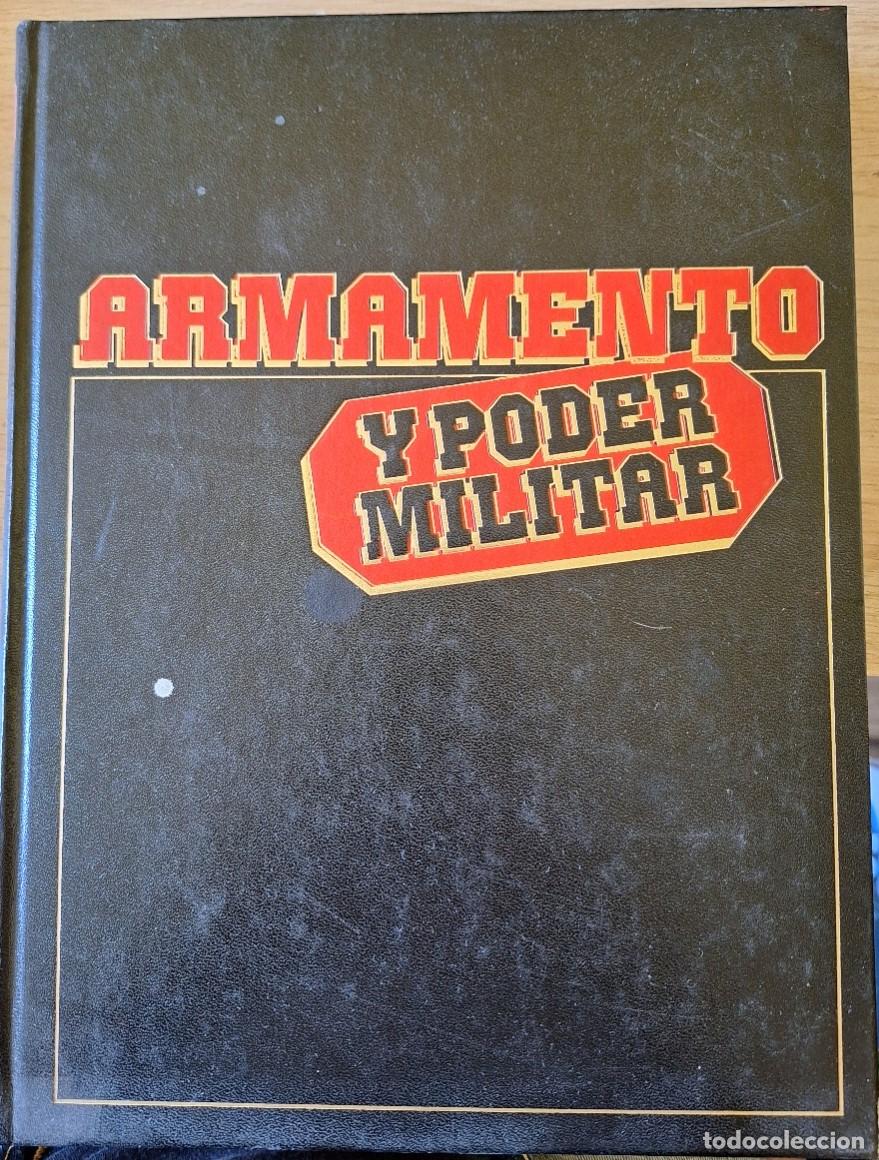 ARMAMENTO
Y PODER
MILITAR
todocoleccion